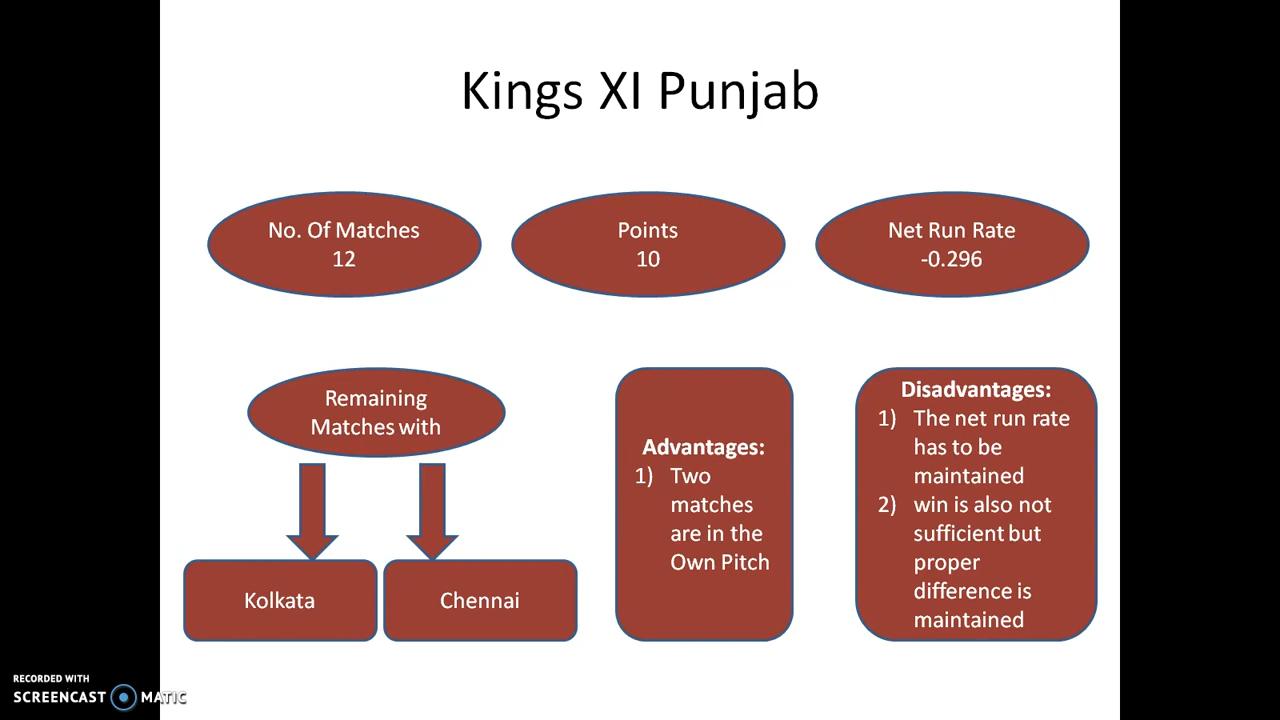 Kings XI Punjab
No. Of Matches
12
Points
10
Net Run Rate
-0.296
Remaining
Matches with
Kolkata
Chennai
Advantages:
1) Two
matches
are in the
Own Pitch
Disadvantages:
1) The net run rate
has to be
maintained
2) win is also not
sufficient but
proper
difference is
maintained
RECORDED WITH
SCREENCAST MATIC